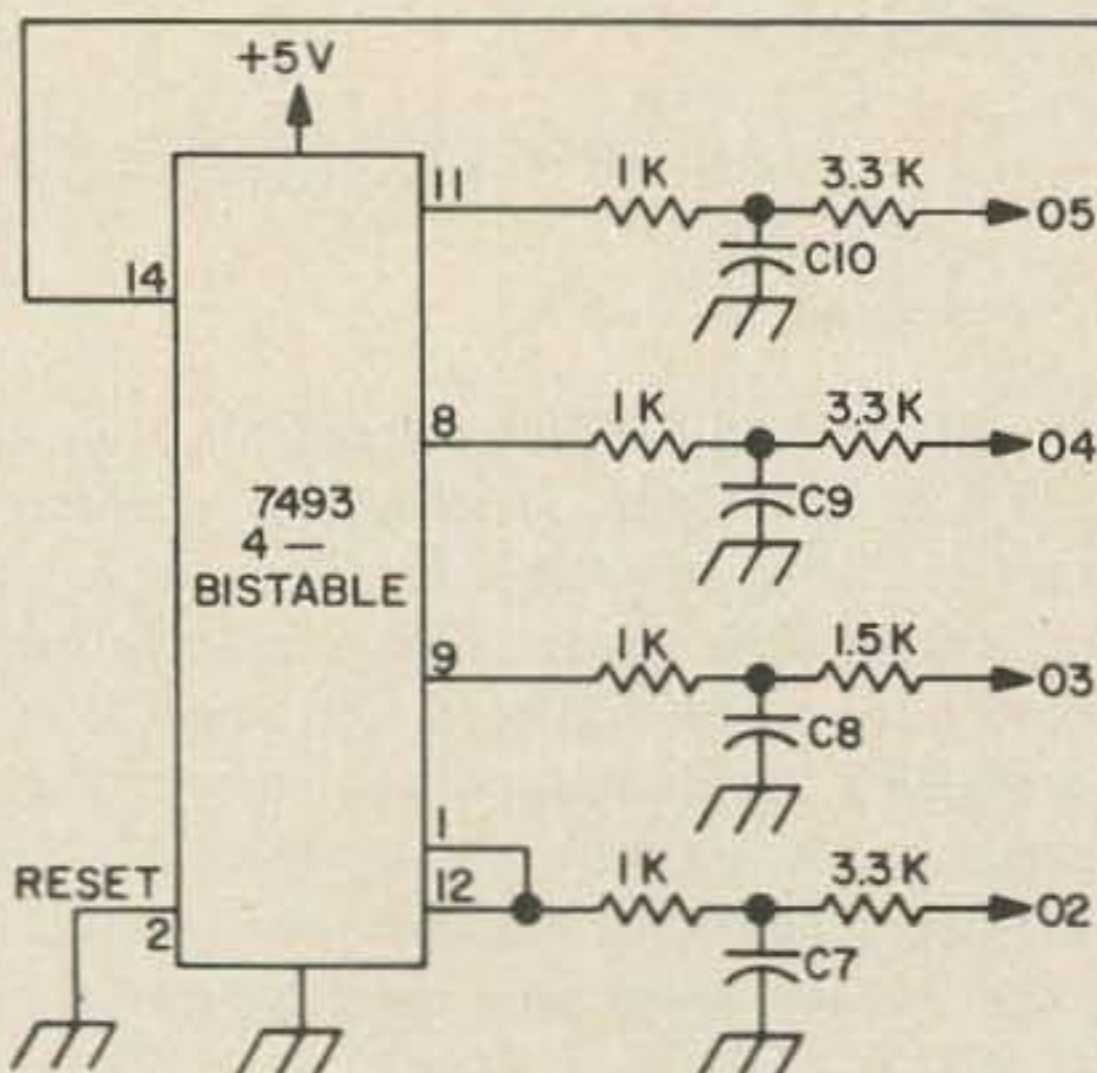 +5V
11
1K
3.3K
05
14
C10
8
1K
3.3K
04
C9
7493
4 —
BISTABLE
9
1K
1.5K
03
C8
1
RESET
12
1K
3.3K
02
2
C7